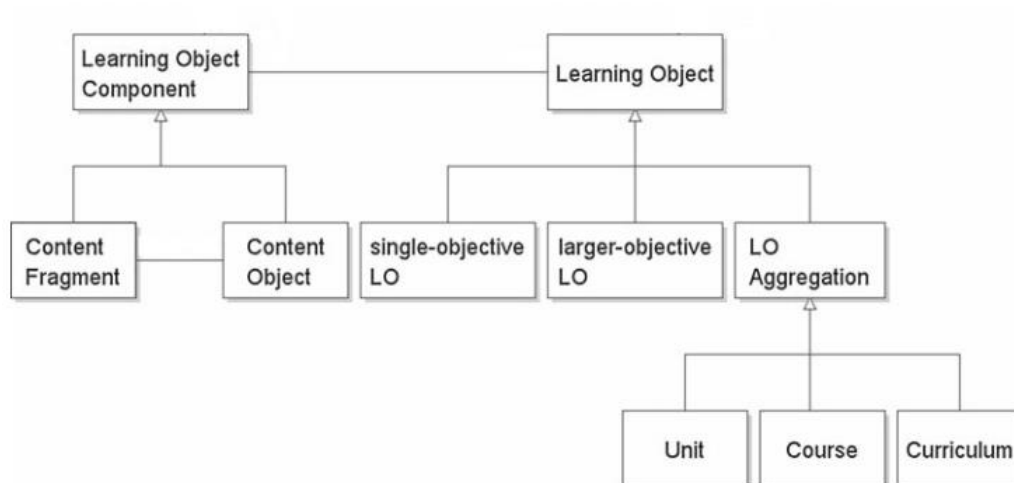 Learning Object
Component
Learning Object
Content
Fragment
Content
Object
single-objective
LO
larger-objective
LO
LO
Aggregation
Unit
Course
Curriculum